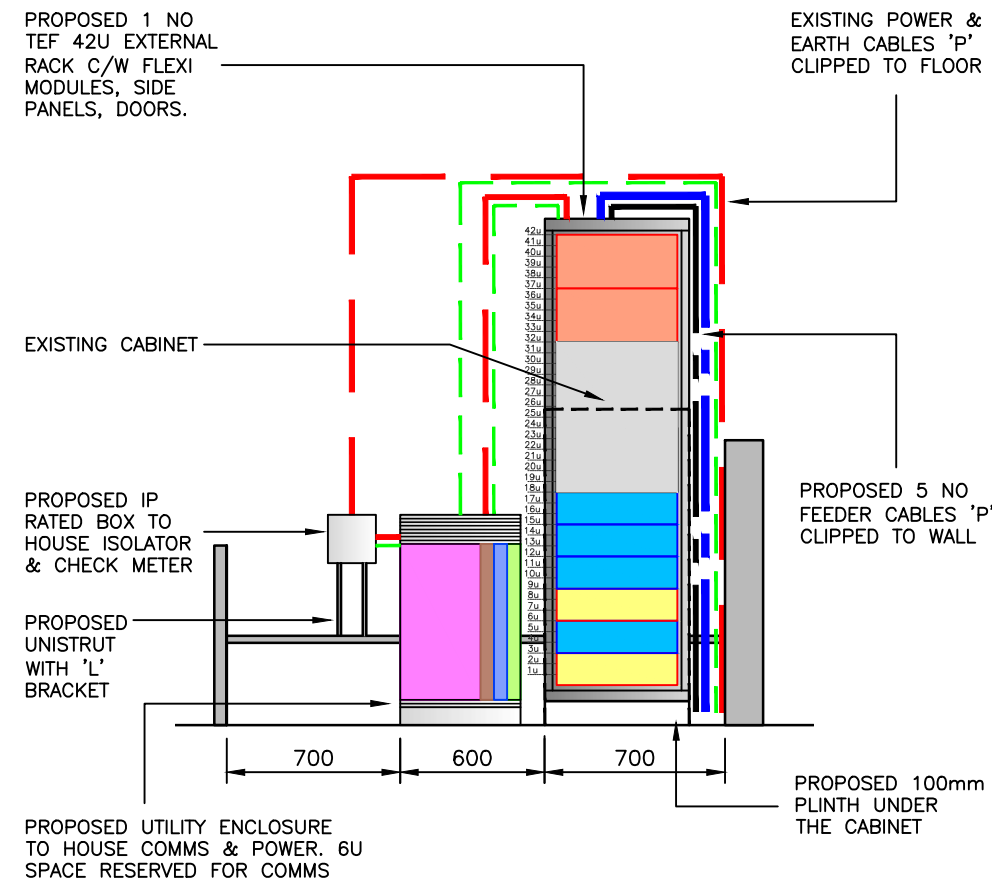 PROPOSED 1 NO
TEF 42U EXTERNAL
RACK C/W FLEXI
MODULES, SIDE
PANELS, DOORS.
EXISTING POWER &
EARTH CABLES 'P'
CLIPPED TO FLOOR
42u
41u
40u
39u
38u
37u
36u
35u
34u
33u
32u
31u
30u
29u
28u
27u
26u
25u
24u
23u
22u
21u
20u
19u
18u
17u
16u
15u
14u
13u
12u
11u
10u
9u
8u
7u
6u
5u
4u
3u
2u
1u
EXISTING CABINET
PROPOSED IP
RATED BOX TO
HOUSE ISOLATOR
& CHECK METER
PROPOSED 5 NO
FEEDER CABLES 'P'
CLIPPED TO WALL
PROPOSED
UNISTRUT
WITH 'L'
BRACKET
700
600
700
PROPOSED 100mm
PLINTH UNDER
THE CABINET
PROPOSED UTILITY ENCLOSURE
TO HOUSE COMMS & POWER. 6U
SPACE RESERVED FOR COMMS